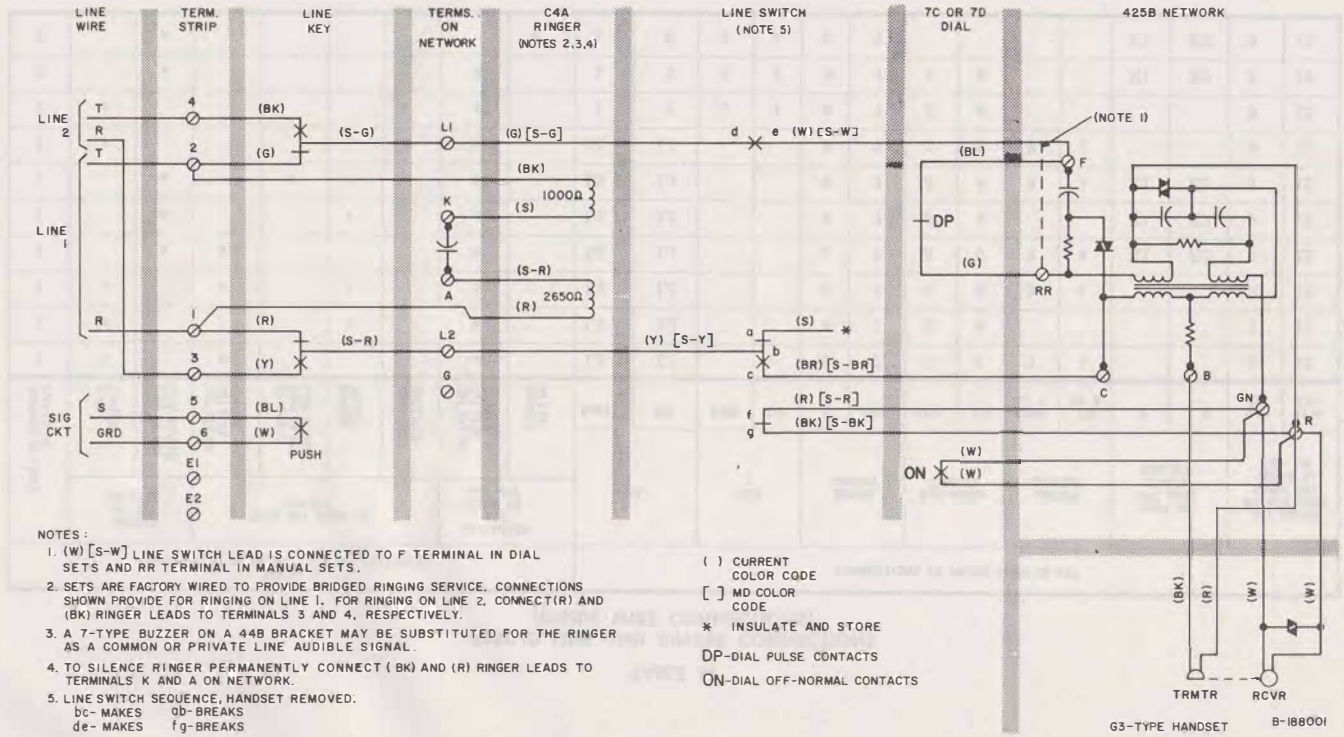 LINE WIRE
TERM. STRIP
LINE KEY
TERMS. ON NETWORK
C4A RINGER (NOTES 2,3,4)
LINE SWITCH (NOTE 5)
7C OR 7D DIAL
425B NETWORK
LINE 2
T
R
T
4
2
(BK)
(G)
(S-G)
L1
(G) [S-G]
d
e
(W) [S-W]
(NOTE 1)
(BL)
F
(BK)
1000Ω
(S)
K
DP
LINE 1
(G)
RR
A
(S-R)
2650Ω
(R)
R
1
(R)
(S-R)
L2
(Y) [S-Y]
a
(S)
*
b
3
(Y)
G
c
(BR) [S-BR]
C
B
SIG CKT
S
5
(BL)
GRD
6
(W)
PUSH
f
(R) [S-R]
g
(BK) [S-BK]
GN
R
ON
(W)
(W)
E1
E2
NOTES:
1. (W) [S-W] LINE SWITCH LEAD IS CONNECTED TO F TERMINAL IN DIAL
SETS AND RR TERMINAL IN MANUAL SETS.
2. SETS ARE FACTORY WIRED TO PROVIDE BRIDGED RINGING SERVICE. CONNECTIONS
SHOWN PROVIDE FOR RINGING ON LINE 1. FOR RINGING ON LINE 2, CONNECT (R) AND
(BK) RINGER LEADS TO TERMINALS 3 AND 4, RESPECTIVELY.
3. A 7-TYPE BUZZER ON A 44B BRACKET MAY BE SUBSTITUTED FOR THE RINGER
AS A COMMON OR PRIVATE LINE AUDIBLE SIGNAL.
4. TO SILENCE RINGER PERMANENTLY CONNECT (BK) AND (R) RINGER LEADS TO
TERMINALS K AND A ON NETWORK.
5. LINE SWITCH SEQUENCE, HANDSET REMOVED.
bc- MAKES ab-BREAKS
de- MAKES fg-BREAKS
( ) CURRENT
COLOR CODE
[ ] MD COLOR
CODE
* INSULATE AND STORE
DP-DIAL PULSE CONTACTS
ON-DIAL OFF-NORMAL CONTACTS
(BK)
(R)
(W)
(W)
TRMTR
RCVR
G3-TYPE HANDSET
B-188001